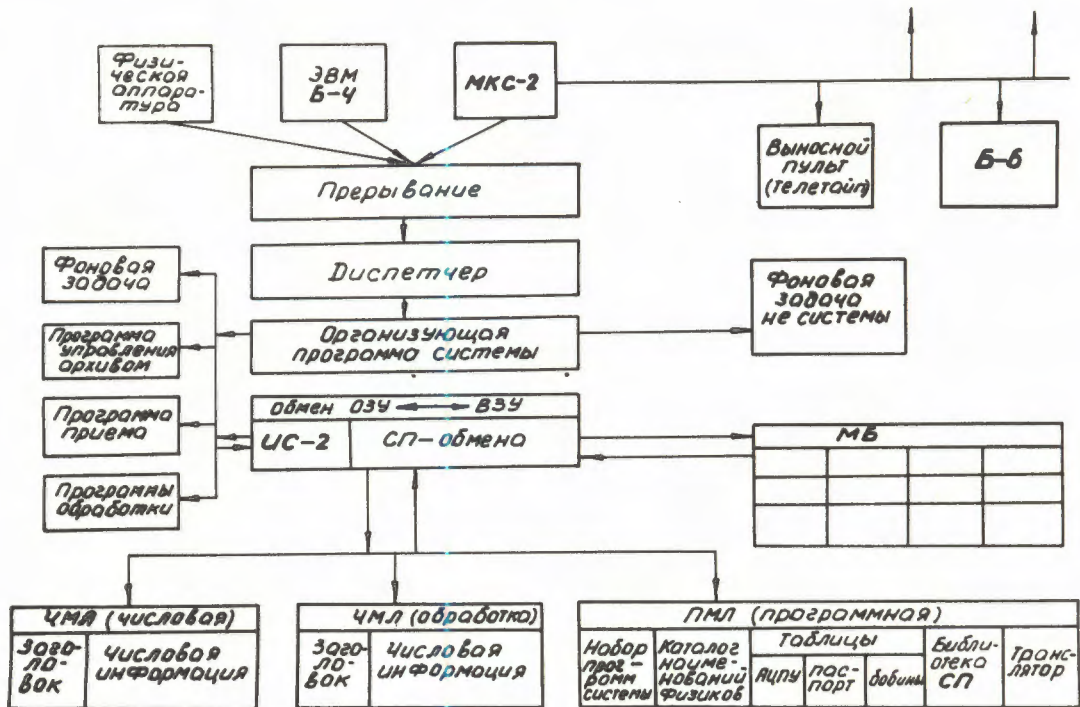 Физи-
ческая
аппара-
тура
ЭВМ
Б-4
МКС-2
Выносной
пульт
(телетайп)
Б-6
Прерывание
Диспетчер
Организующая
программа системы
Фоновая
задача
Программа
управления
архивом
Программа
приема
Программы
обработки
Фоновая
задача
не системы
обмен ОЗУ ВЗУ
ИС-2
СП-обмена
МБ
ЧМЛ (числовая)
Заго-
ло-
вок
Числовая
информация
ЧМЛ (обработка)
Заго-
ло-
вок
Числовая
информация
ПМЛ (программная)
Набор
прог-
рамм
системы
Каталог
наиме-
нований
физиков
таблицы
АЦПУ
пас-
порт
бобины
Библи-
отека
СП
Транс-
лятор